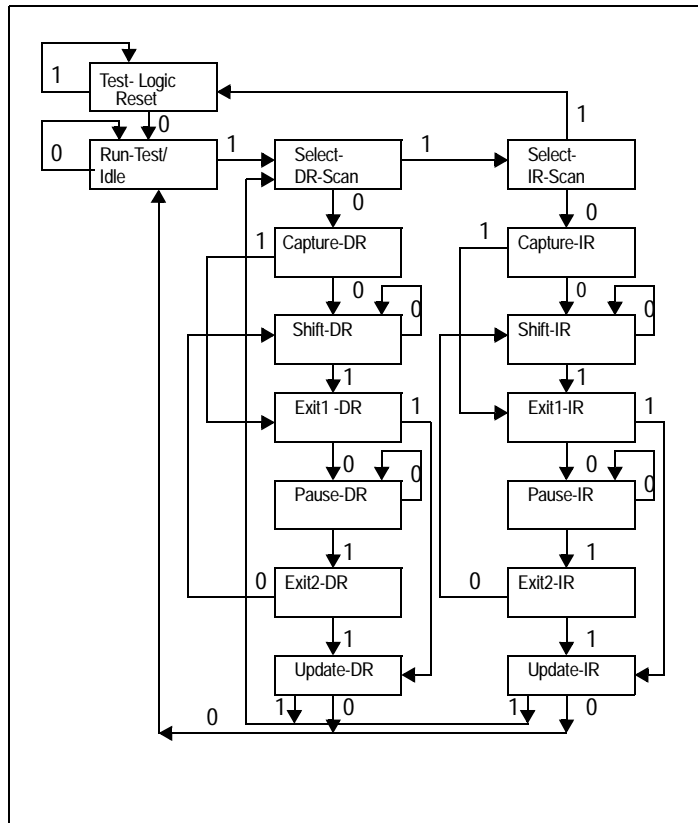 1
Test- Logic
Reset
0
1
0
Run-Test/
Idle
1
Select-
DR-Scan
1
Select-
IR-Scan
0
0
1
Capture-DR
1
Capture-IR
0
0
Shift-DR
0
Shift-IR
0
1
1
Exit1 -DR
1
Exit1-IR
1
0
0
Pause-DR
0
Pause-IR
0
1
1
0
Exit2-DR
0
Exit2-IR
1
1
Update-DR
Update-IR
1
0
1
0
0